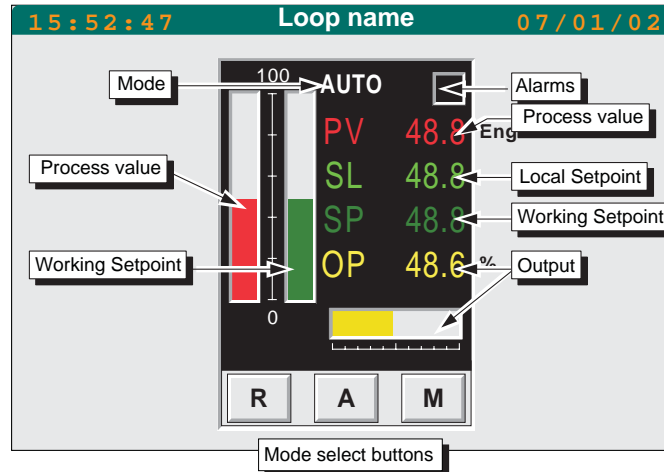 15:52:47 Loop name 07/01/02
Mode 100 AUTO Alarms
PV 48.8 Eng Process value
Process value SL 48.8 Local Setpoint
SP 48.8 Working Setpoint
Working Setpoint OP 48.6 % Output
0
R A M
Mode select buttons